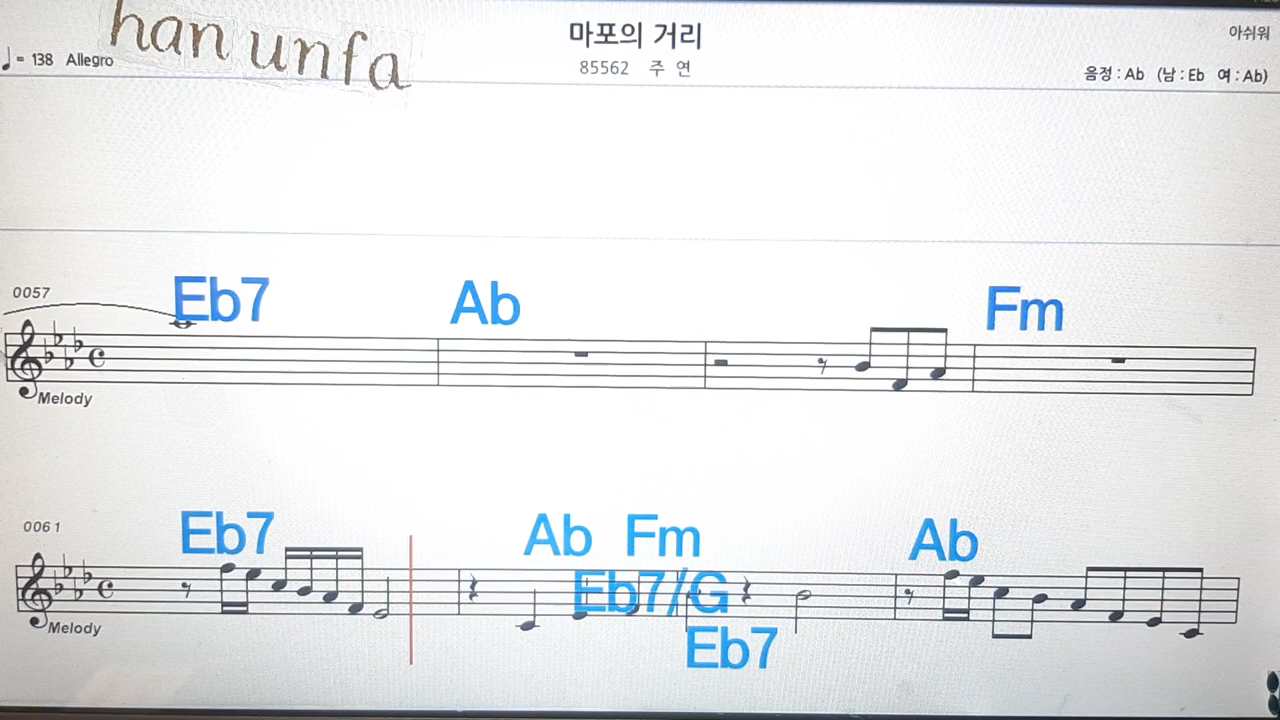 han unfa
마포의 거리
아쉬워
♩= 138 Allegro
85562 주 연
음정 : Ab (남 : Eb 여 : Ab)
0057
Eb7 Ab Fm
Melody
0061
Eb7 Ab Fm Ab
Eb7/G
Melody
Eb7